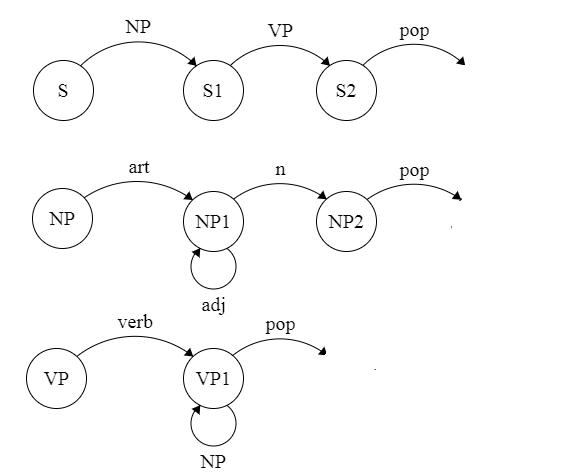 NP VP pop
S S1 S2
art n pop
NP NP1 NP2
adj
verb pop
VP VP1
NP